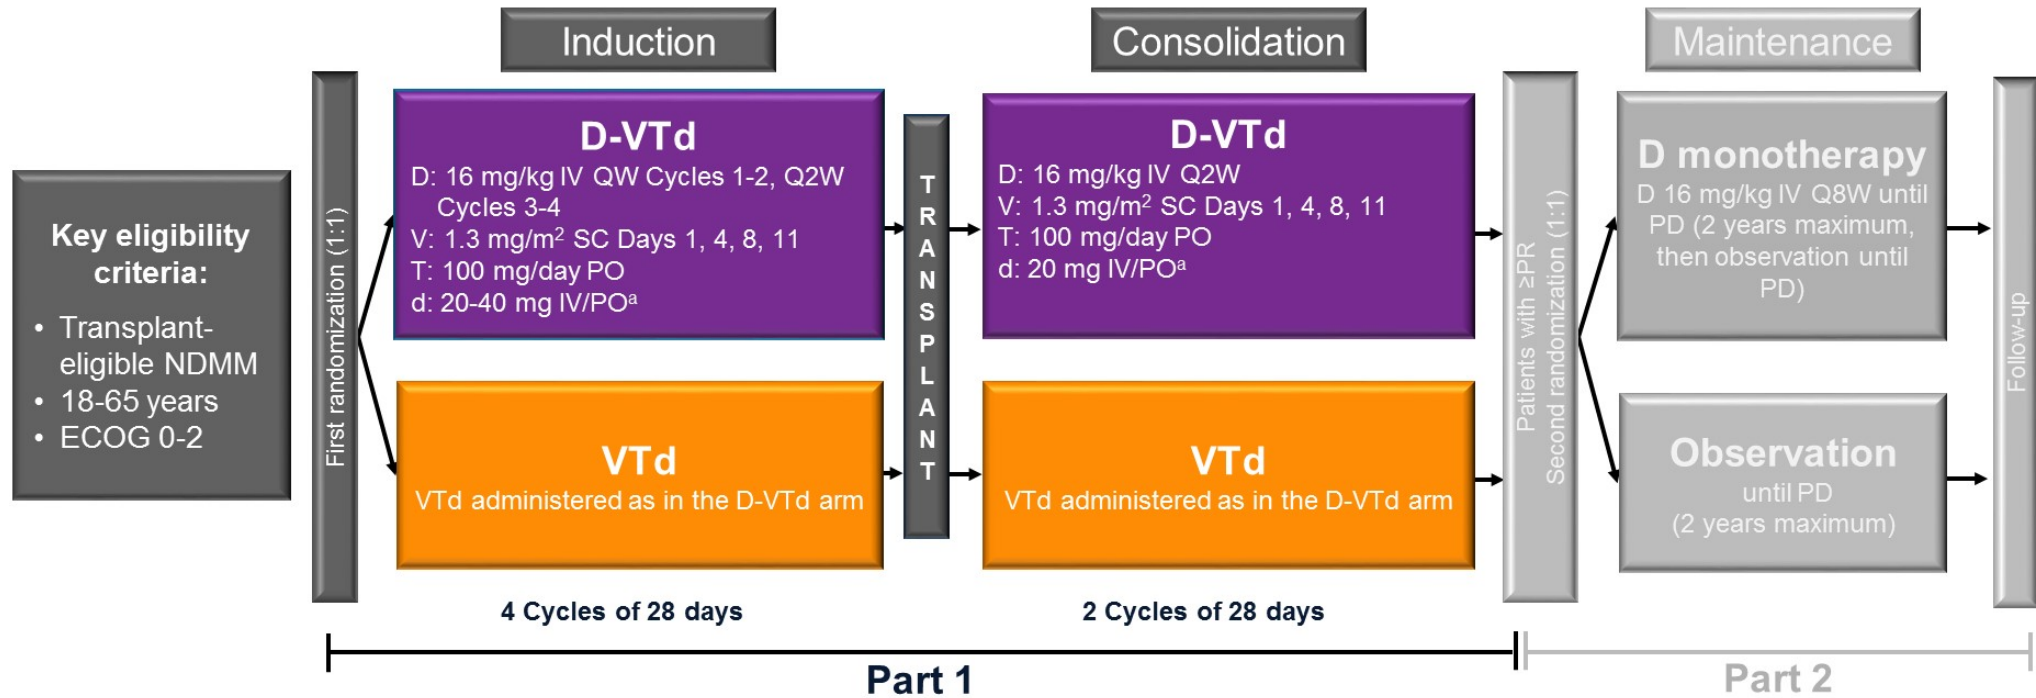 Induction
Consolidation
Maintenance
Key eligibility
criteria:
• Transplant-
eligible NDMM
• 18-65 years
• ECOG 0-2
First randomization (1:1)
D-VTd
D: 16 mg/kg IV QW Cycles 1-2, Q2W
Cycles 3-4
V: 1.3 mg/m² SC Days 1, 4, 8, 11
T: 100 mg/day PO
d: 20-40 mg IV/POᵃ
VTd
VTd administered as in the D-VTd arm
TRANSPLANT
D-VTd
D: 16 mg/kg IV Q2W
V: 1.3 mg/m² SC Days 1, 4, 8, 11
T: 100 mg/day PO
d: 20 mg IV/POᵃ
VTd
VTd administered as in the D-VTd arm
Patients with ≥PR
Second randomization (1:1)
D monotherapy
D 16 mg/kg IV Q8W until
PD (2 years maximum,
then observation until
PD)
Observation
until PD
(2 years maximum)
Follow-up
4 Cycles of 28 days
2 Cycles of 28 days
Part 1
Part 2